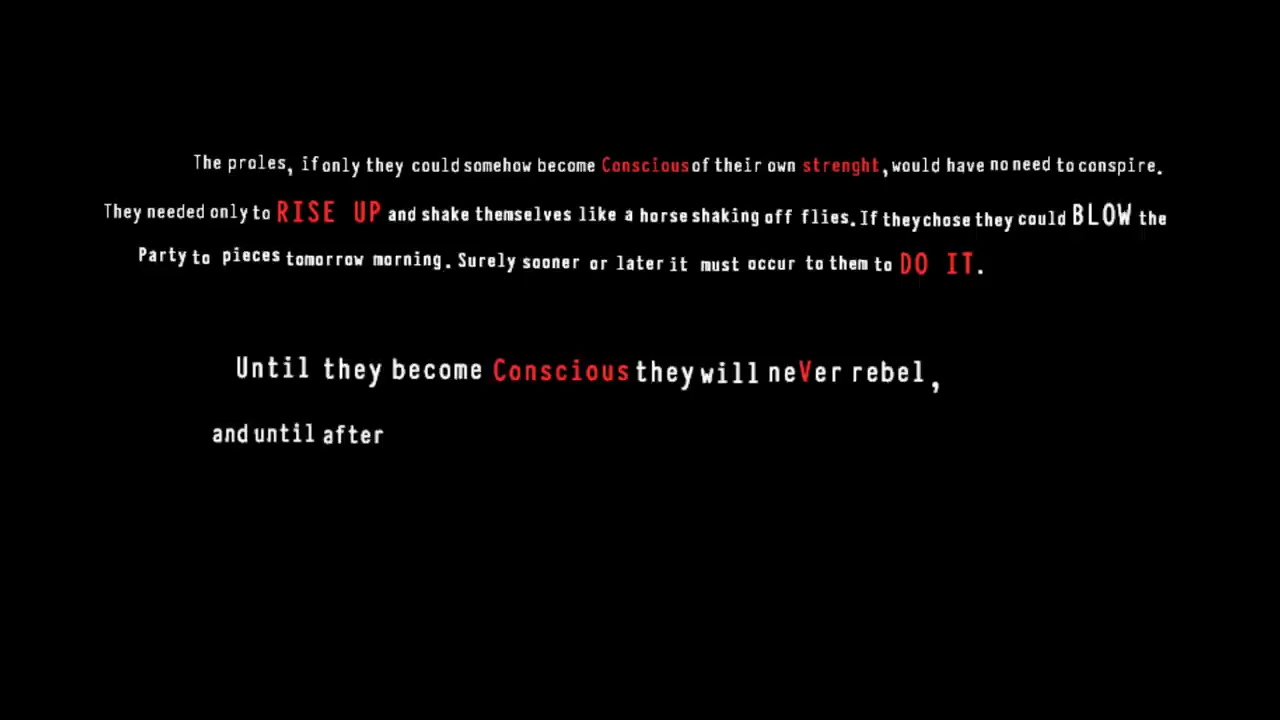 The proles, if only they could somehow become Conscious of their own strenght, would have no need to conspire.
They needed only to RISE UP and shake themselves like a horse shaking off flies. If they chose they could BLOW the
Party to pieces tomorrow morning. Surely sooner or later it must occur to them to DO IT.
Until they become Conscious they will neVer rebel,
and until after